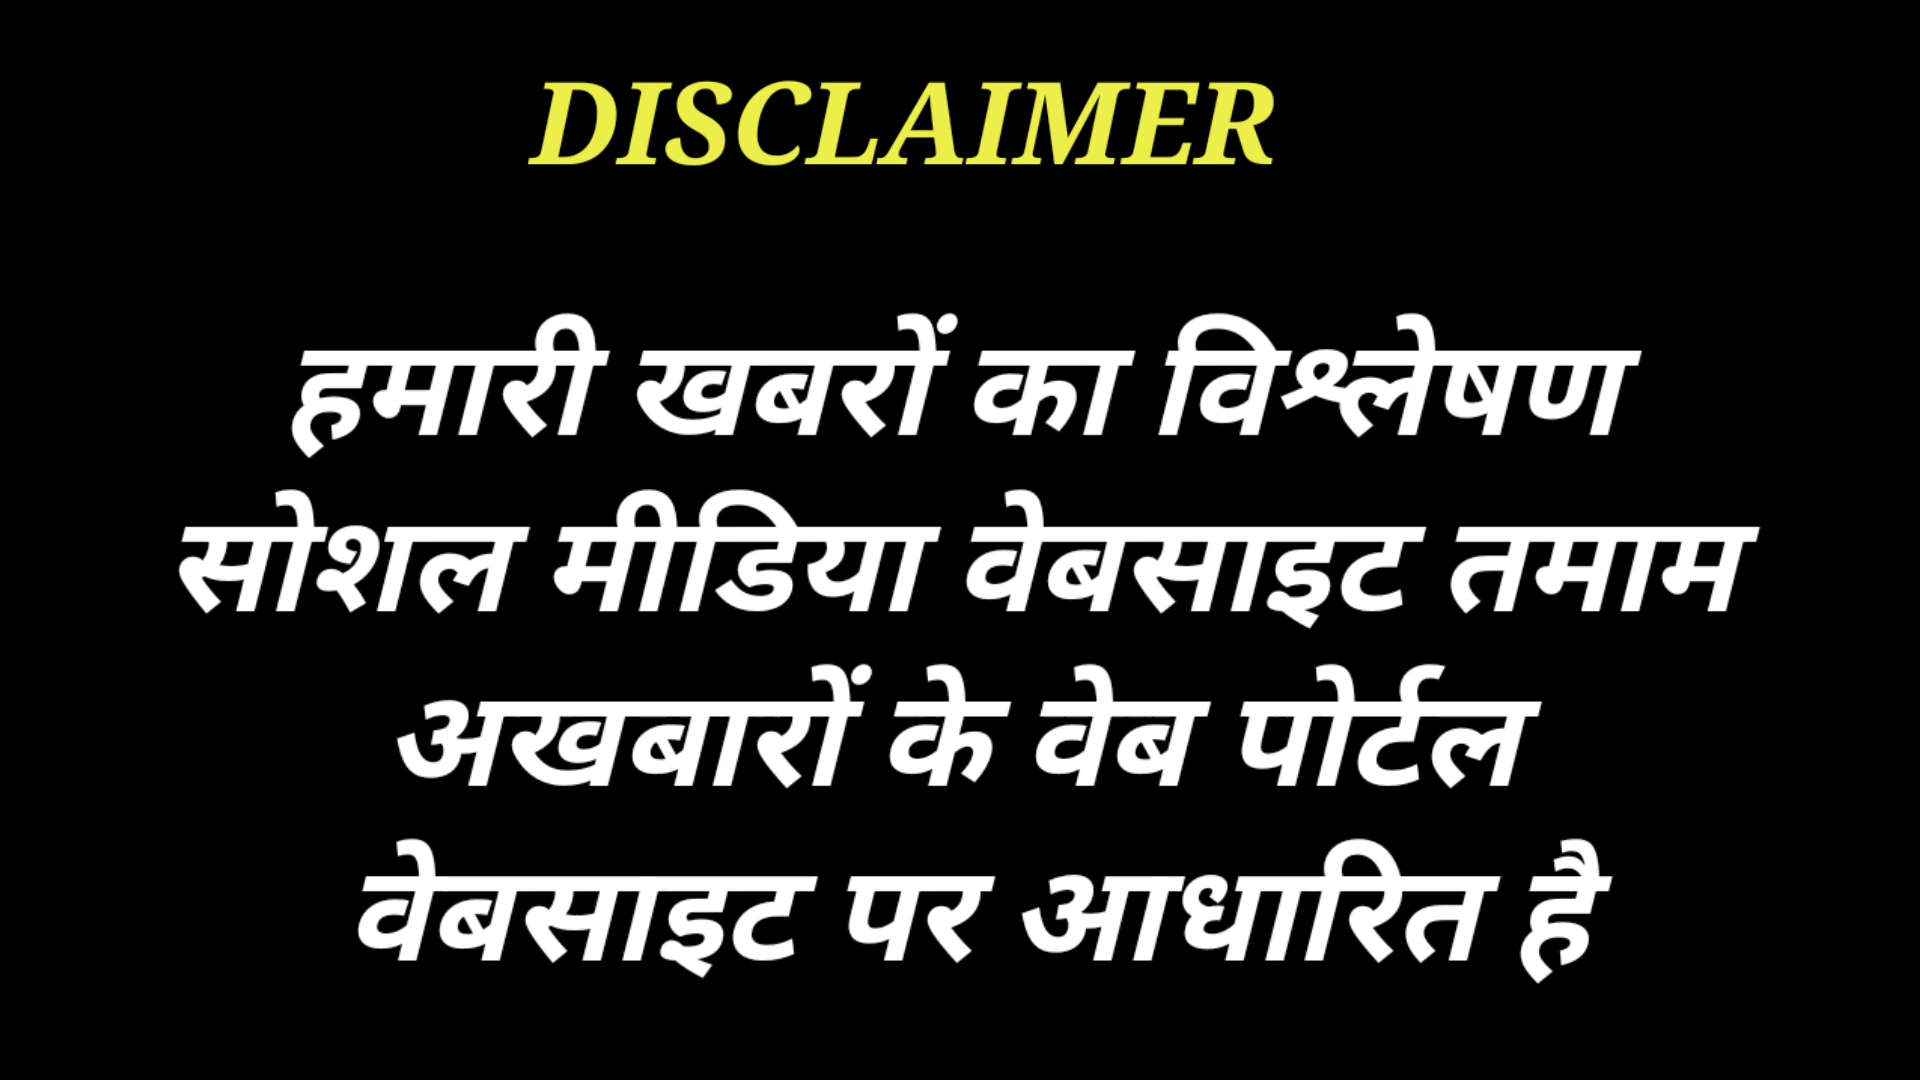 DISCLAIMER
हमारी खबरों का विश्लेषण
सोशल मीडिया वेबसाइट तमाम
अखबारों के वेब पोर्टल
वेबसाइट पर आधारित है